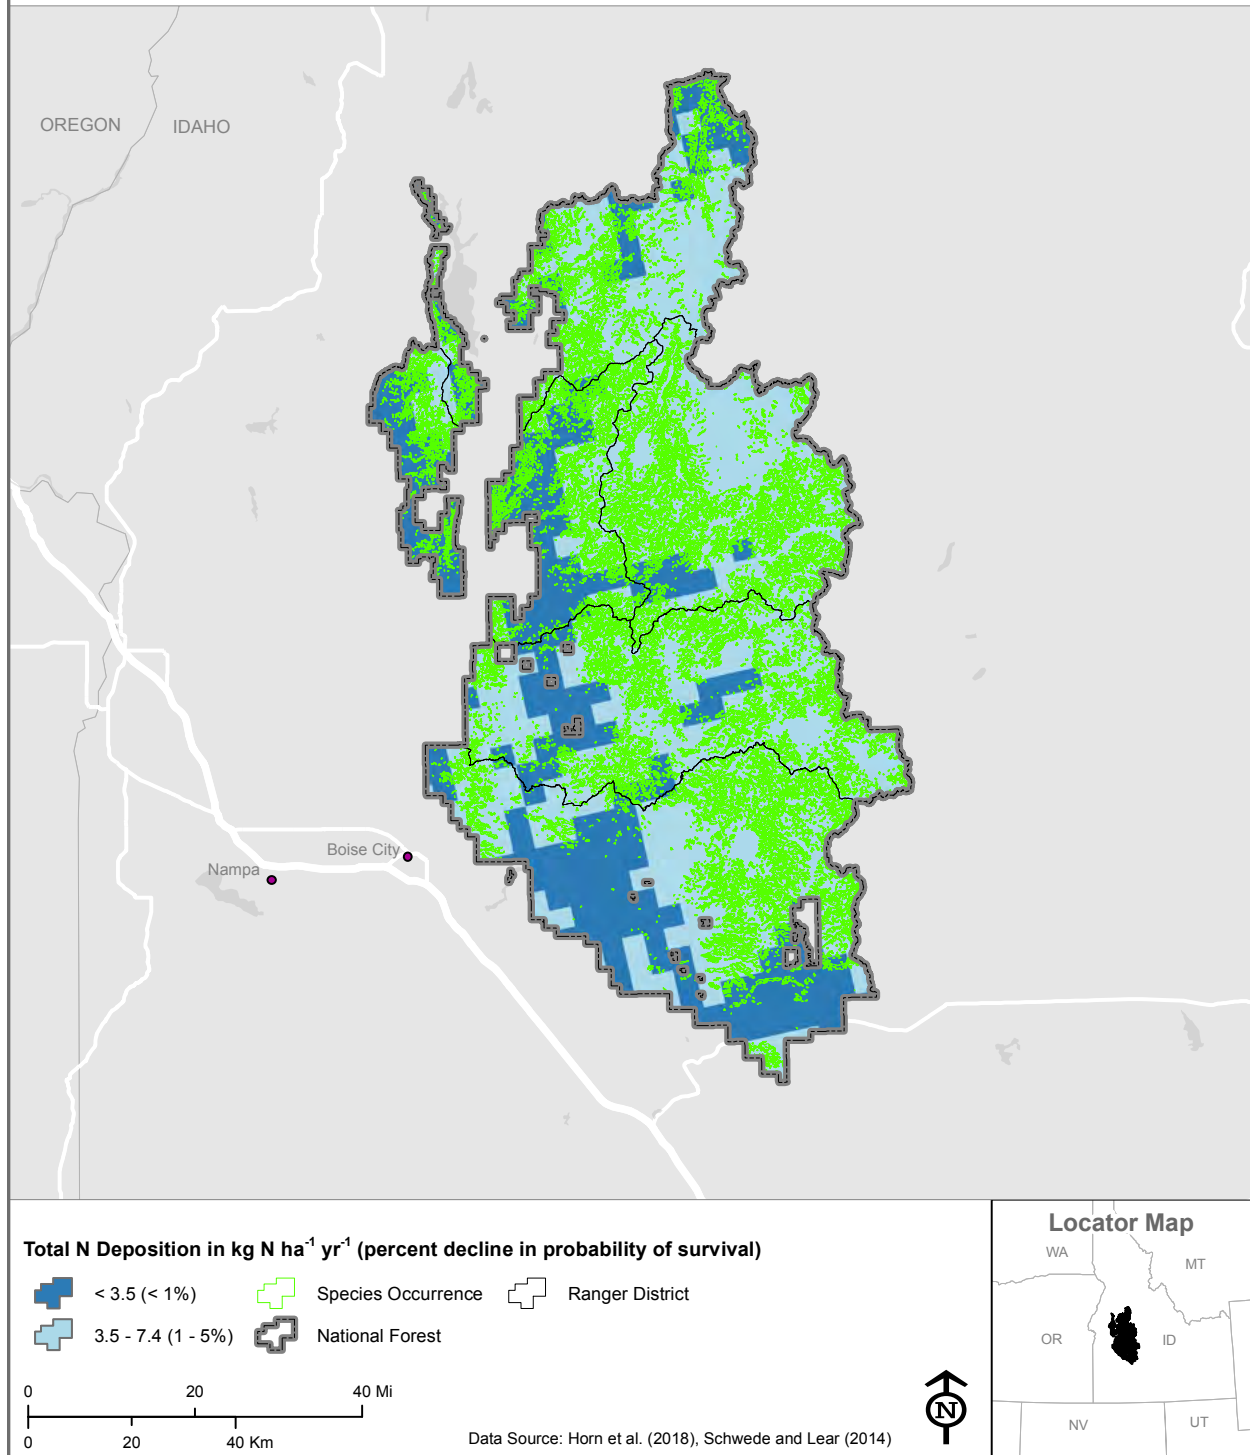 OREGON
IDAHO
Boise City
Nampa
Total N Deposition in kg N ha⁻¹ yr⁻¹ (percent decline in probability of survival)
< 3.5 (< 1%)
Species Occurrence
Ranger District
3.5 - 7.4 (1 - 5%)
National Forest
0 20 40 Mi
0 20 40 Km
Data Source: Horn et al. (2018), Schwede and Lear (2014)
N
Locator Map
WA
MT
OR
ID
NV
UT